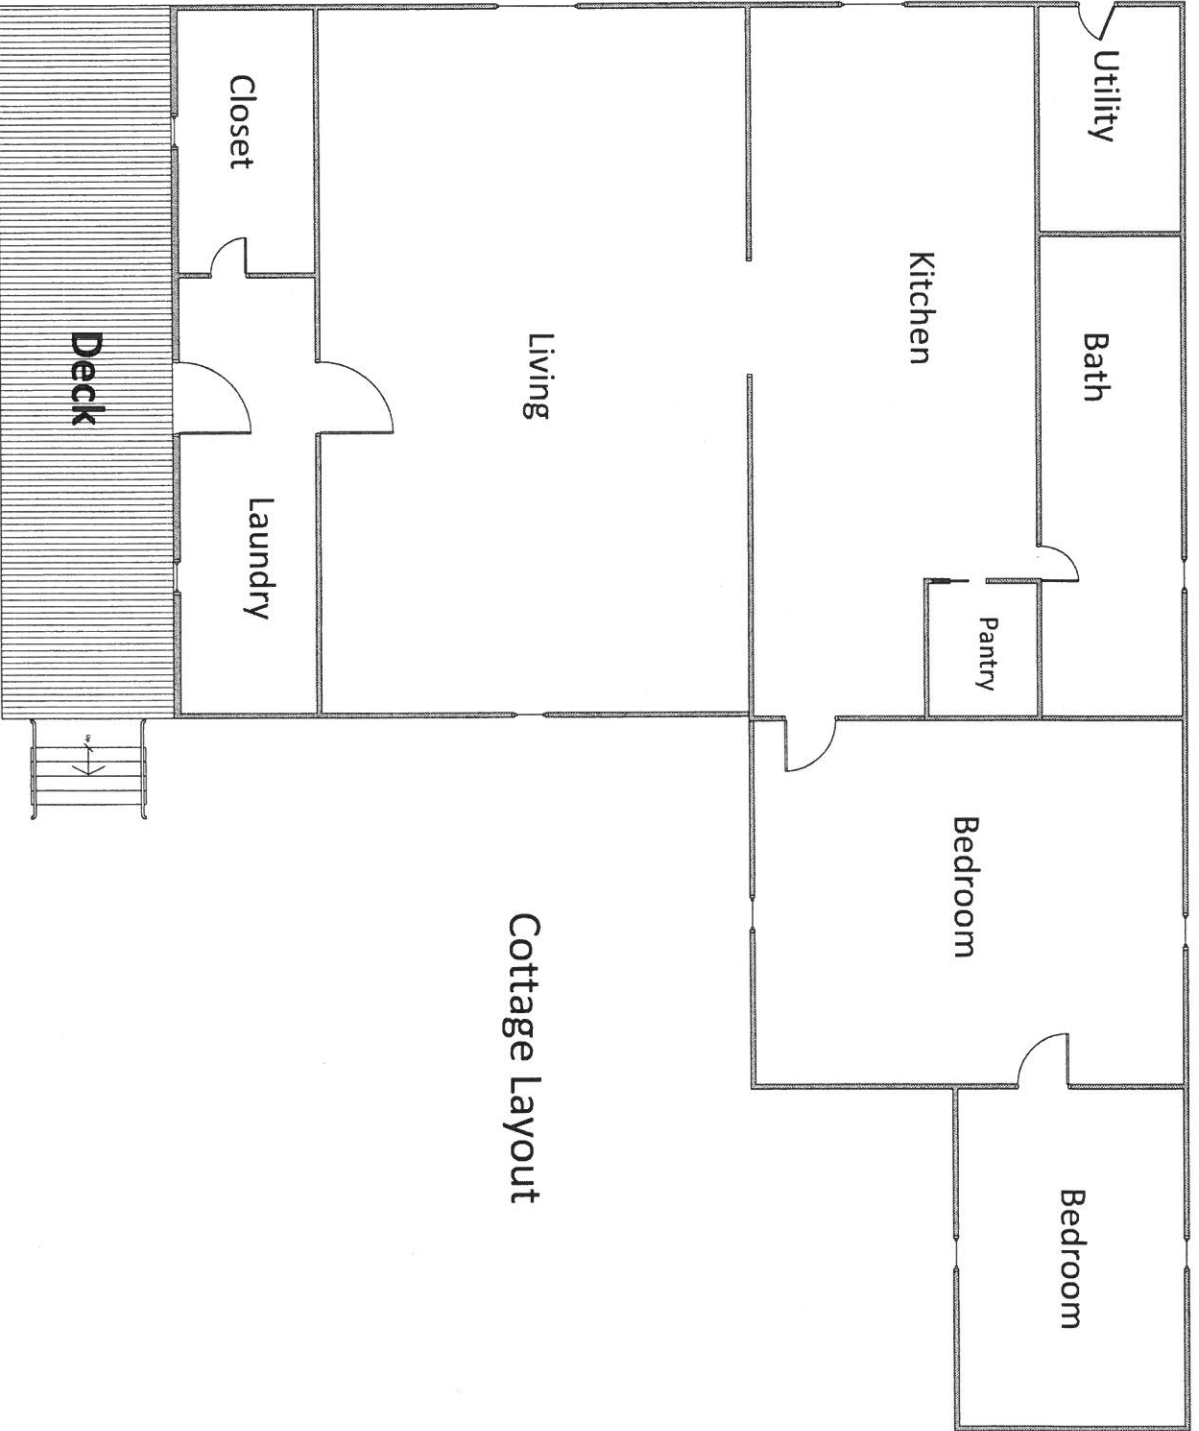 Utility
Bath
Bedroom
Pantry
Bedroom
Kitchen
Living
Cottage Layout
Laundry
Closet
Deck